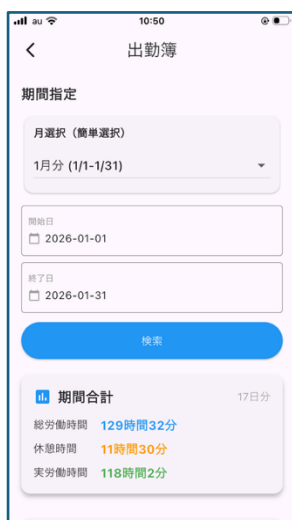 au 10:50
出勤簿
期間指定
月選択（簡単選択）
1月分 (1/1-1/31)
開始日
2026-01-01
終了日
2026-01-31
検索
期間合計 17日分
総労働時間 129時間32分
休憩時間 11時間30分
実労働時間 118時間2分